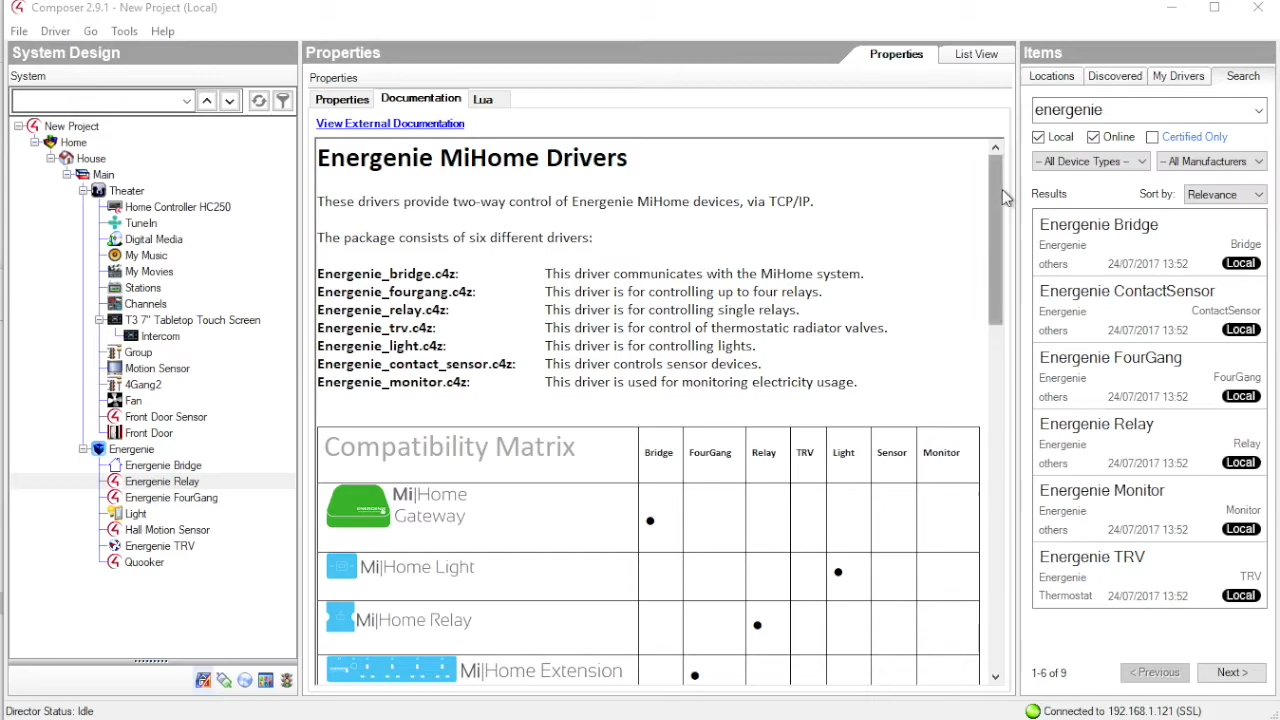 Composer 2.9.1 - New Project (Local)
File Driver Go Tools Help
System Design
System
New Project
Home
House
Main
Theater
Home Controller HC250
TuneIn
Digital Media
My Music
My Movies
Stations
Channels
T3 7" Tabletop Touch Screen
Intercom
Group
Motion Sensor
4Gang2
Fan
Front Door Sensor
Front Door
Energenie
Energenie Bridge
Energenie Relay
Energenie FourGang
Light
Hall Motion Sensor
Energenie TRV
Quooker
Director Status: Idle
Properties
Properties List View
Properties
Properties Documentation Lua
View External Documentation
Energenie MiHome Drivers
These drivers provide two-way control of Energenie MiHome devices, via TCP/IP.
The package consists of six different drivers:
Energenie_bridge.c4z: This driver communicates with the MiHome system.
Energenie_fourgang.c4z: This driver is for controlling up to four relays.
Energenie_relay.c4z: This driver is for controlling single relays.
Energenie_trv.c4z: This driver is for control of thermostatic radiator valves.
Energenie_light.c4z: This driver is for controlling lights.
Energenie_contact_sensor.c4z: This driver controls sensor devices.
Energenie_monitor.c4z: This driver is used for monitoring electricity usage.
Compatibility Matrix Bridge FourGang Relay TRV Light Sensor Monitor
Mi|Home
Gateway
Mi|Home Light
Mi|Home Relay
Mi|Home Extension
Items
Locations Discovered My Drivers Search
energenie
Local Online Certified Only
-- All Device Types -- -- All Manufacturers
Results Sort by: Relevance
Energenie Bridge
Energenie Bridge
others 24/07/2017 13:52 Local
Energenie ContactSensor
Energenie ContactSensor
others 24/07/2017 13:52 Local
Energenie FourGang
Energenie FourGang
others 24/07/2017 13:52 Local
Energenie Relay
Energenie Relay
others 24/07/2017 13:52 Local
Energenie Monitor
Energenie Monitor
others 24/07/2017 13:52 Local
Energenie TRV
Energenie TRV
Thermostat 24/07/2017 13:52 Local
1-6 of 9 < Previous Next >
Connected to 192.168.1.121 (SSL)